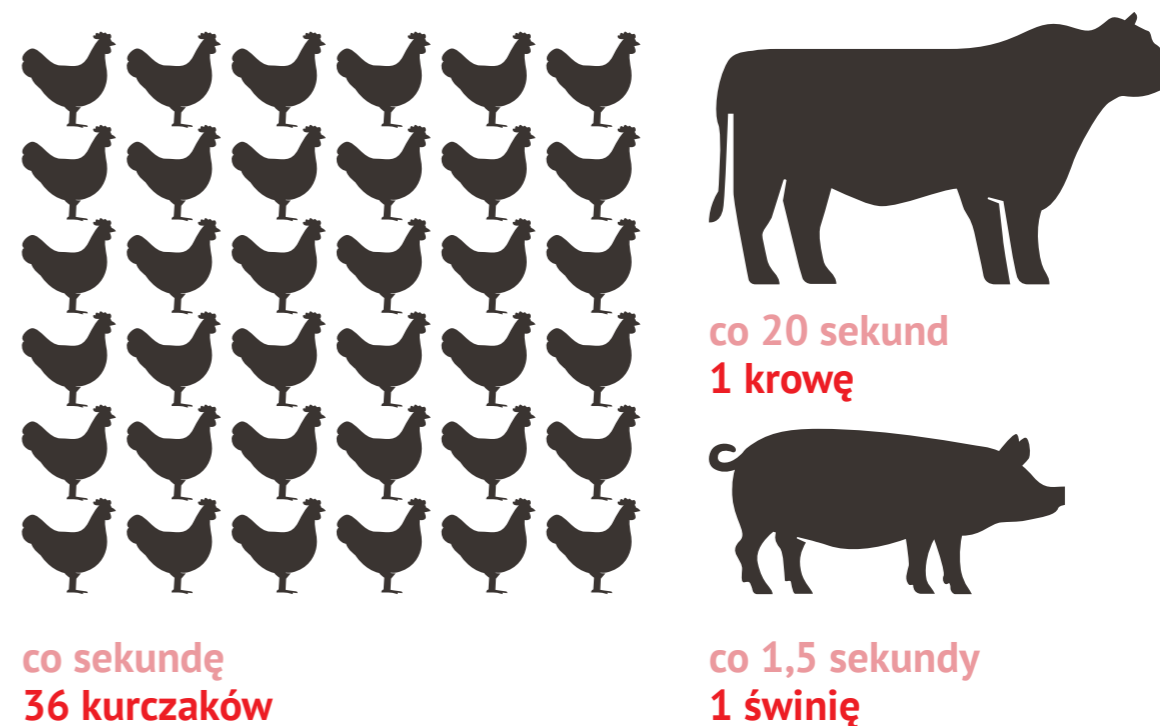 co 20 sekund
1 krowę
co sekundę
36 kurczaków
co 1,5 sekundy
1 świnię